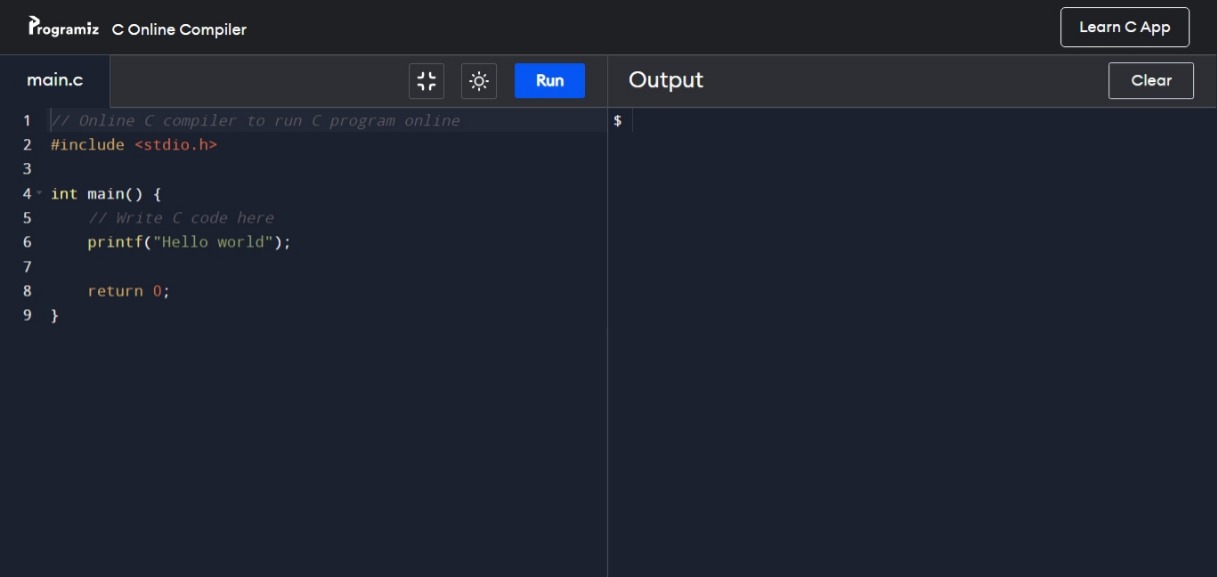 Programiz C Online Compiler
Learn C App
main.c
Run
Output
Clear
1 // Online C compiler to run C program online
2 #include <stdio.h>
3
4 int main() {
5     // Write C code here
6     printf("Hello world");
7
8     return 0;
9 }
$